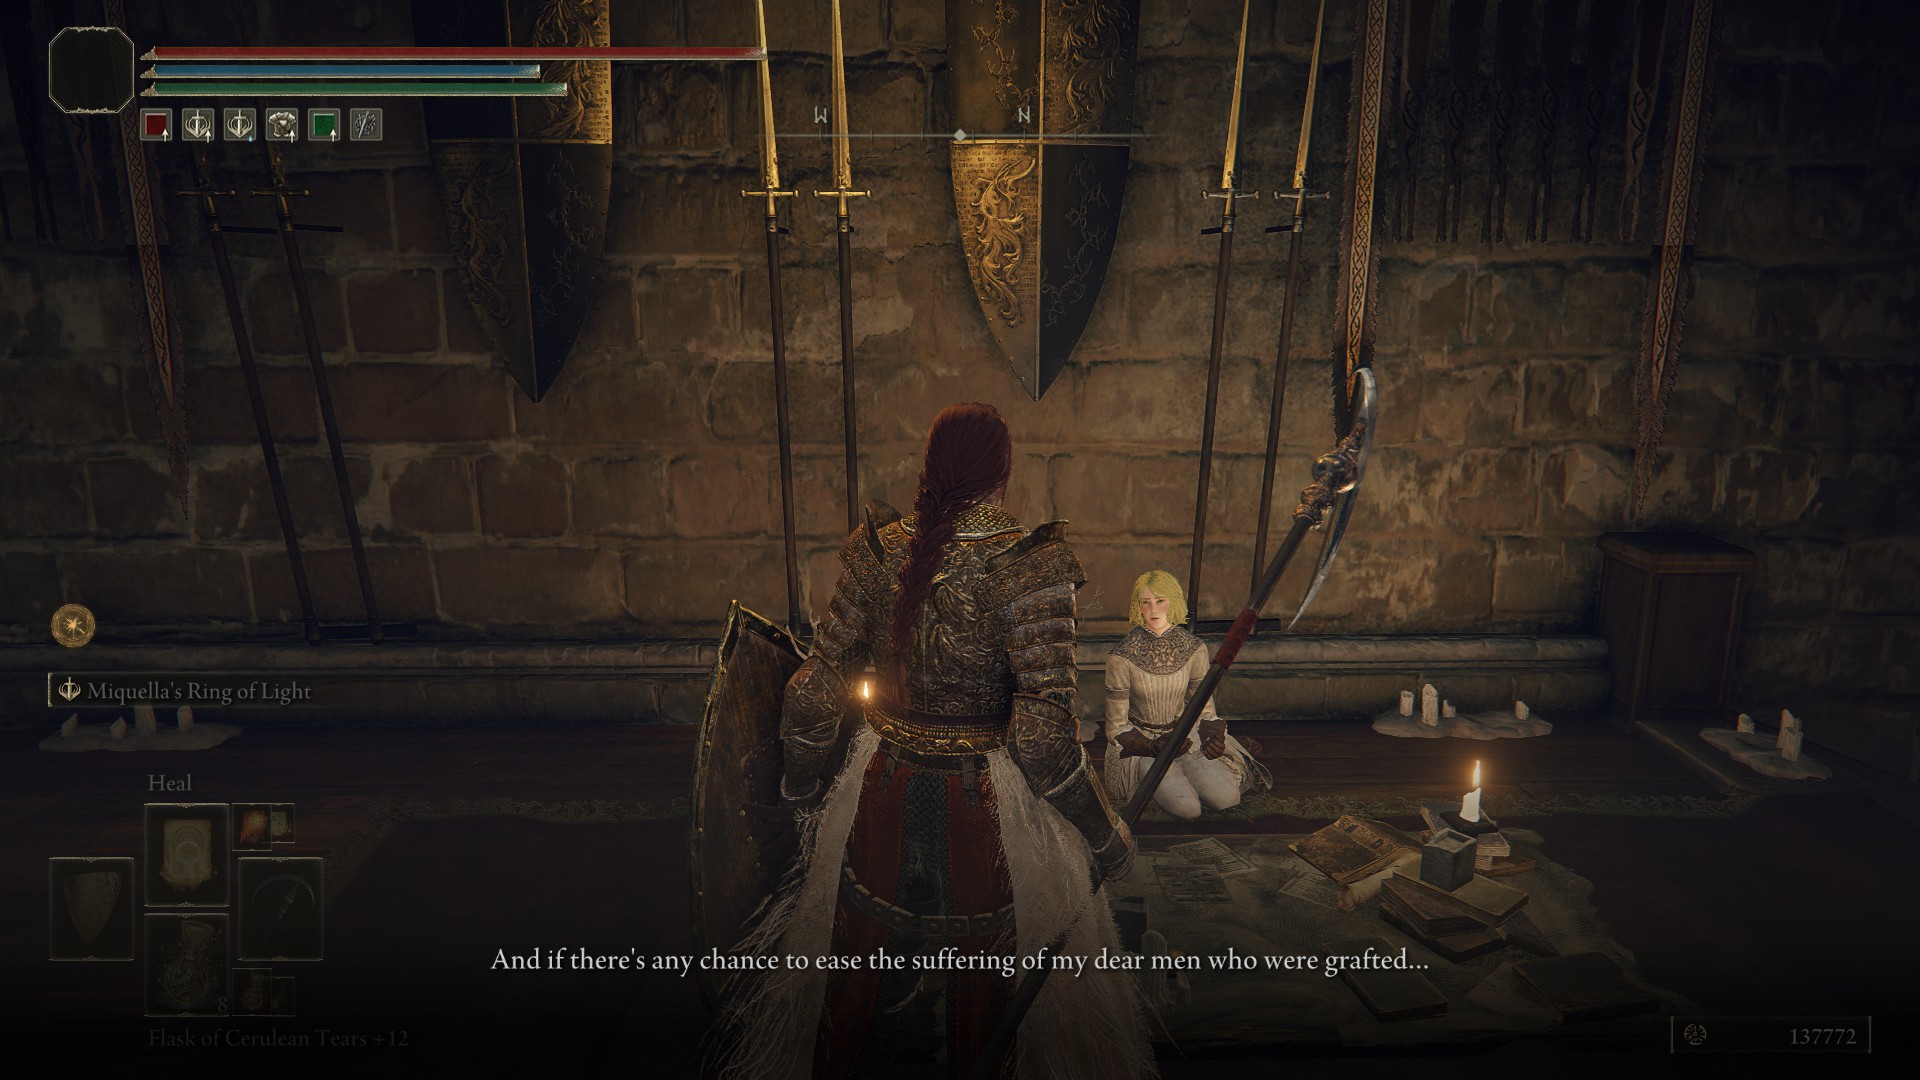 W
N
Miquella's Ring of Light
Heal
8
And if there's any chance to ease the suffering of my dear men who were grafted...
Flask of Cerulean Tears +12
137772